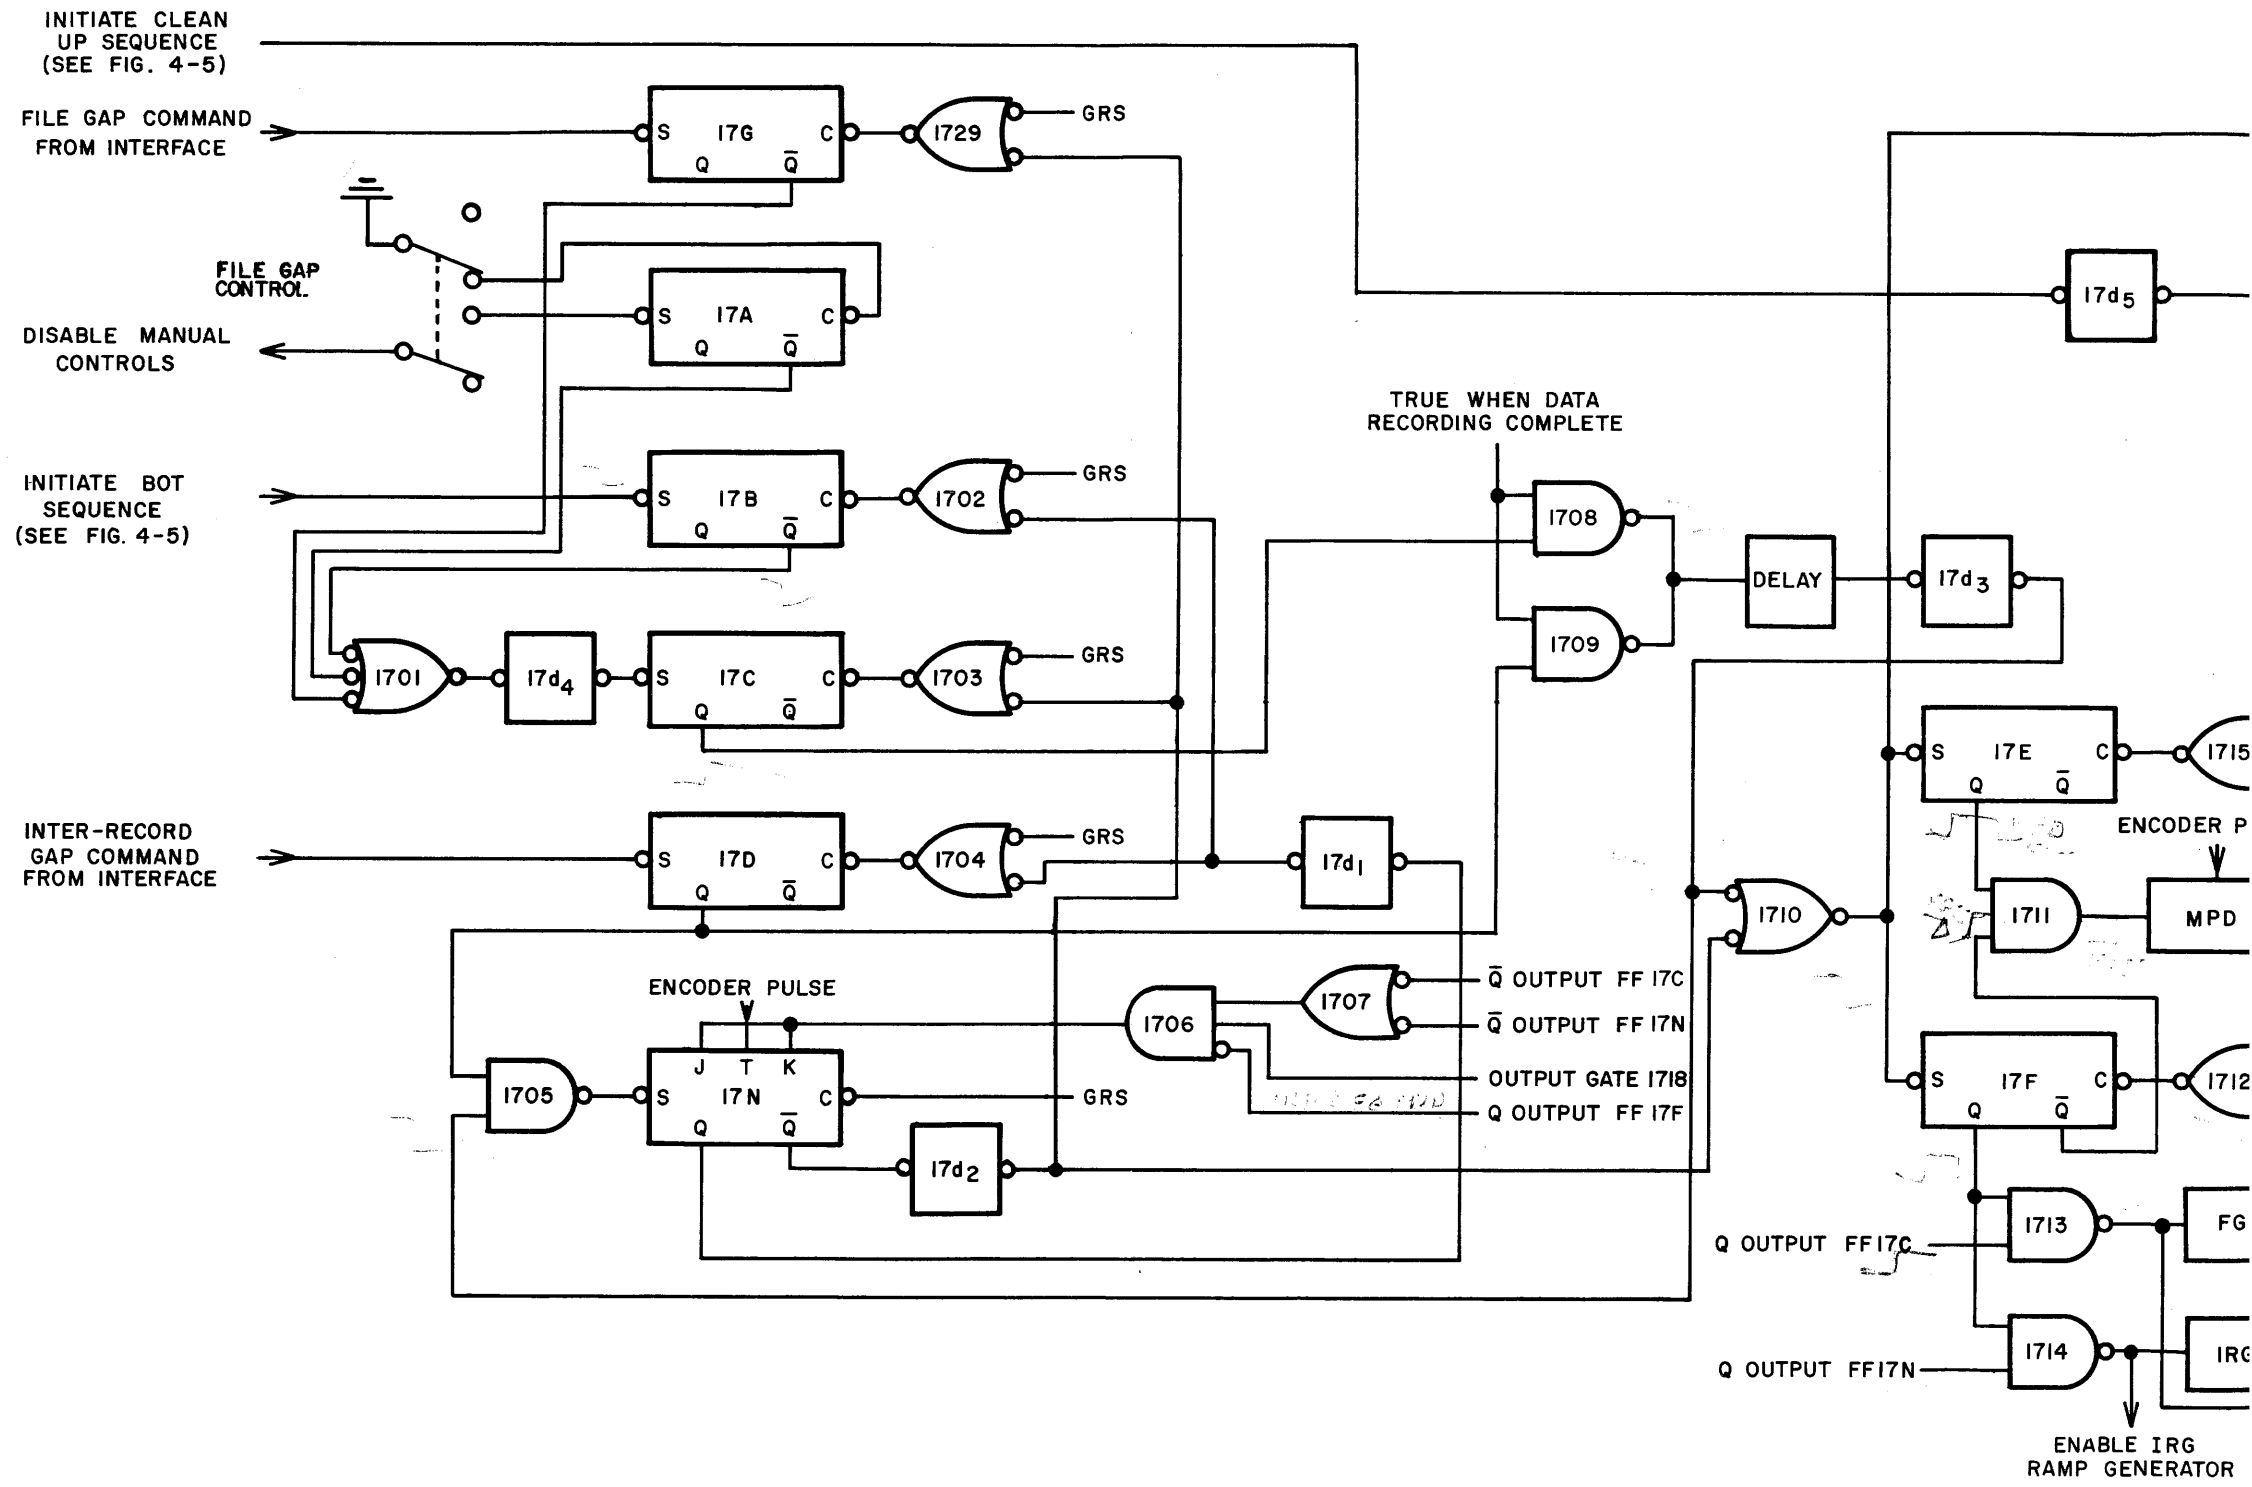 INITIATE CLEAN
UP SEQUENCE
(SEE FIG. 4-5)
FILE GAP COMMAND
FROM INTERFACE
S 17G C
Q Q̅
1729
GRS
FILE GAP
CONTROL
DISABLE MANUAL
CONTROLS
S 17A C
Q Q̅
17d5
TRUE WHEN DATA
RECORDING COMPLETE
INITIATE BOT
SEQUENCE
(SEE FIG. 4-5)
S 17B C
Q Q̅
1702
GRS
1708
1709
DELAY
17d3
1701
17d4
S 17C C
Q Q̅
1703
GRS
S 17E C
Q Q̅
1715
ENCODER P
INTER-RECORD
GAP COMMAND
FROM INTERFACE
S 17D C
Q Q̅
1704
GRS
17d1
1710
1711
MPD
ENCODER PULSE
J T K
1705
S 17N C
Q Q̅
GRS
17d2
1706
1707
Q̅ OUTPUT FF 17C
Q̅ OUTPUT FF 17N
OUTPUT GATE 1718
Q OUTPUT FF 17F
S 17F C
Q Q̅
1712
1713
FG
Q OUTPUT FF17C
1714
IRG
Q OUTPUT FF17N
ENABLE IRG
RAMP GENERATOR